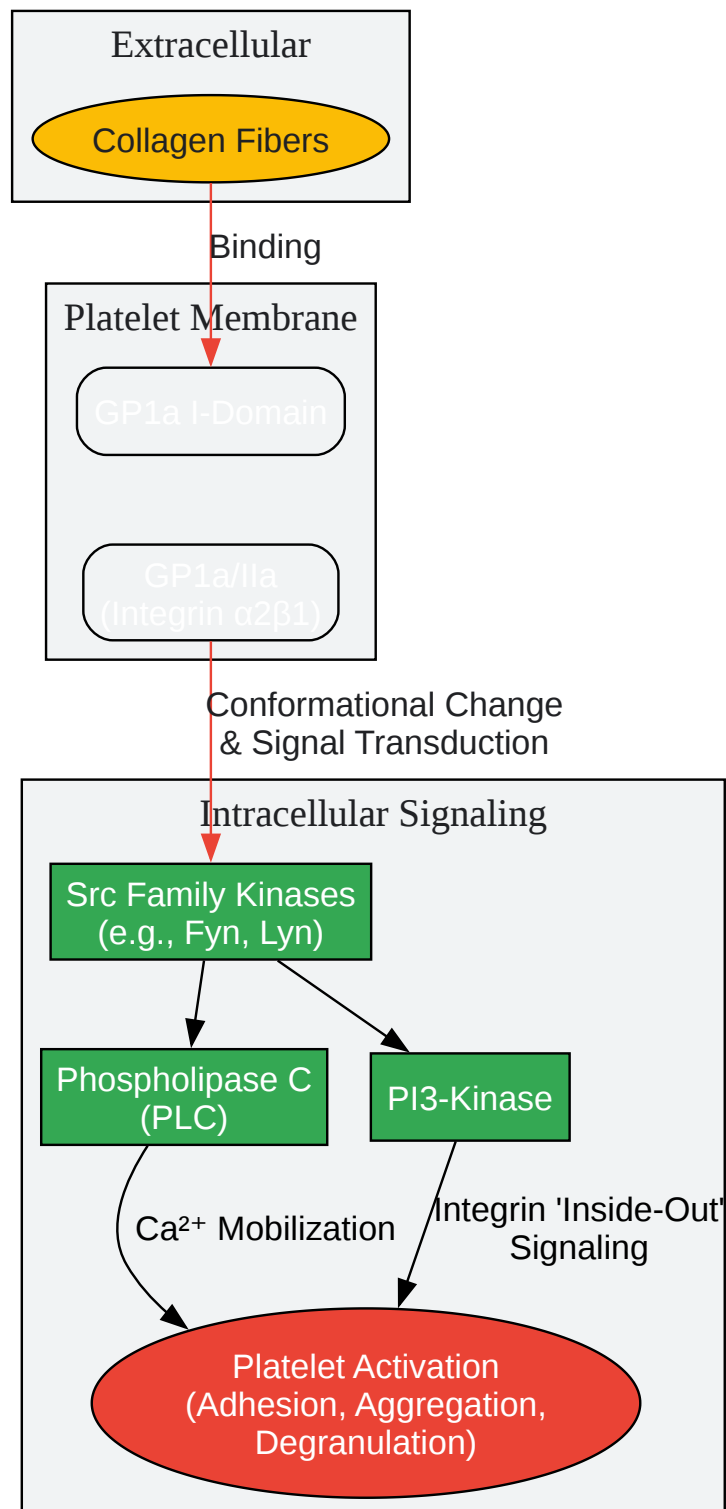 Extracellular
Collagen Fibers
Binding
Platelet Membrane
GP1a I-Domain
GP1a/IIa
(Integrin α2β1)
Conformational Change
& Signal Transduction
Intracellular Signaling
Src Family Kinases
(e.g., Fyn, Lyn)
Phospholipase C
(PLC)
PI3-Kinase
Ca²⁺ Mobilization
Integrin 'Inside-Out'
Signaling
Platelet Activation
(Adhesion, Aggregation,
Degranulation)